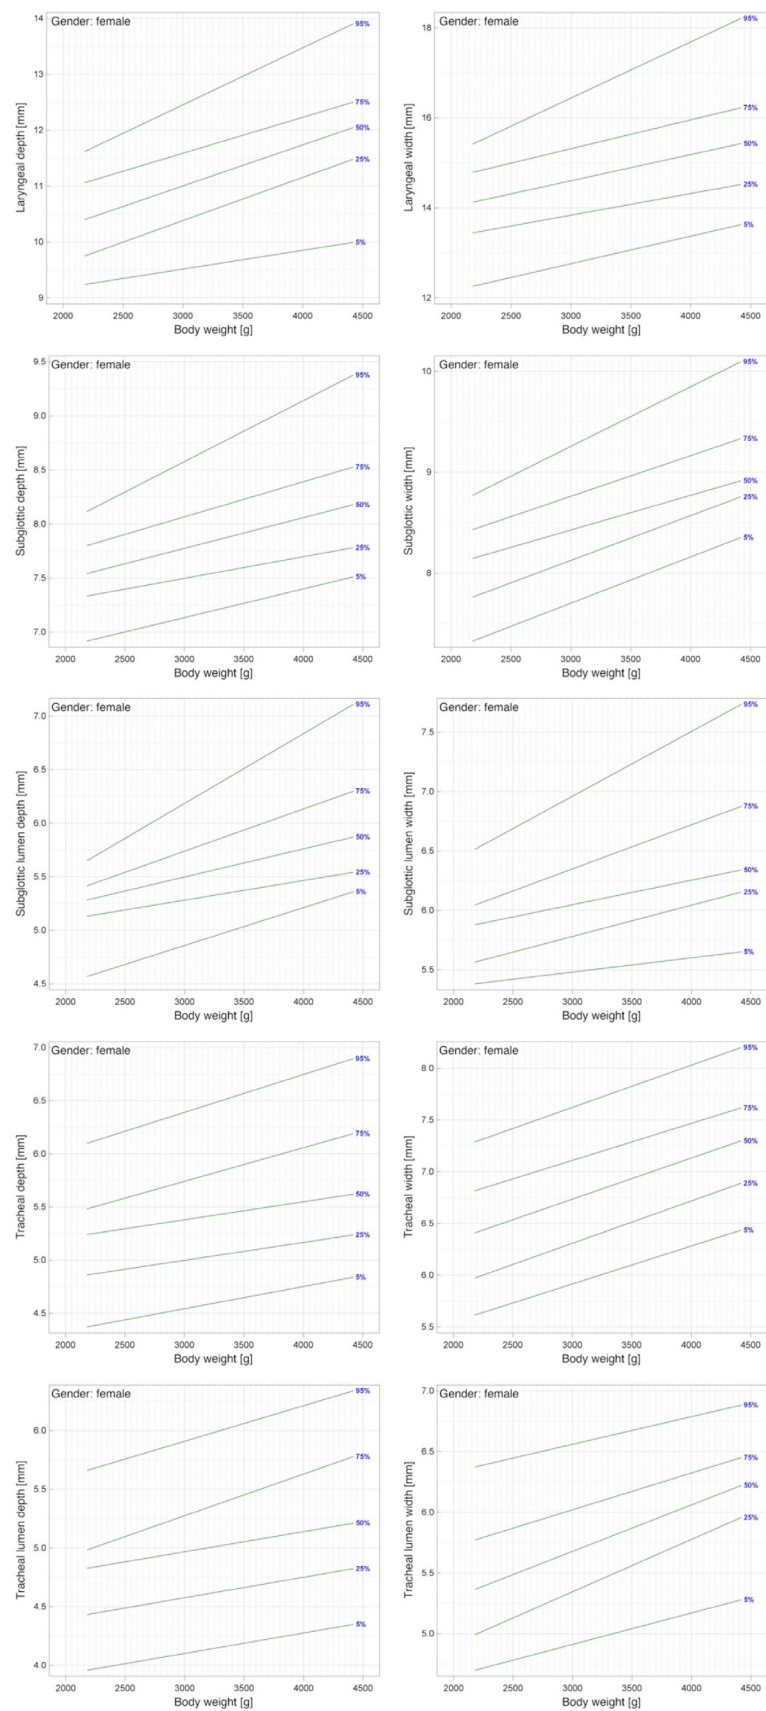 Gender: female
Laryngeal depth [mm]
14
13
12
11
10
9
95%
75%
50%
25%
5%
2000 2500 3000 3500 4000 4500
Body weight [g]
Gender: female
Laryngeal width [mm]
18
16
14
12
95%
75%
50%
25%
5%
2000 2500 3000 3500 4000 4500
Body weight [g]
Gender: female
Subglottic depth [mm]
9.5
9.0
8.5
8.0
7.5
7.0
95%
75%
50%
25%
5%
2000 2500 3000 3500 4000 4500
Body weight [g]
Gender: female
Subglottic width [mm]
10
9
8
95%
75%
50%
25%
5%
2000 2500 3000 3500 4000 4500
Body weight [g]
Gender: female
Subglottic lumen depth [mm]
7.0
6.5
6.0
5.5
5.0
4.5
95%
75%
50%
25%
5%
2000 2500 3000 3500 4000 4500
Body weight [g]
Gender: female
Subglottic lumen width [mm]
7.5
7.0
6.5
6.0
5.5
95%
75%
50%
25%
5%
2000 2500 3000 3500 4000 4500
Body weight [g]
Gender: female
Tracheal depth [mm]
7.0
6.5
6.0
5.5
5.0
4.5
95%
75%
50%
25%
5%
2000 2500 3000 3500 4000 4500
Body weight [g]
Gender: female
Tracheal width [mm]
8.0
7.5
7.0
6.5
6.0
5.5
95%
75%
50%
25%
5%
2000 2500 3000 3500 4000 4500
Body weight [g]
Gender: female
Tracheal lumen depth [mm]
6.0
5.5
5.0
4.5
4.0
95%
75%
50%
25%
5%
2000 2500 3000 3500 4000 4500
Body weight [g]
Gender: female
Tracheal lumen width [mm]
7.0
6.5
6.0
5.5
5.0
95%
75%
50%
25%
5%
2000 2500 3000 3500 4000 4500
Body weight [g]